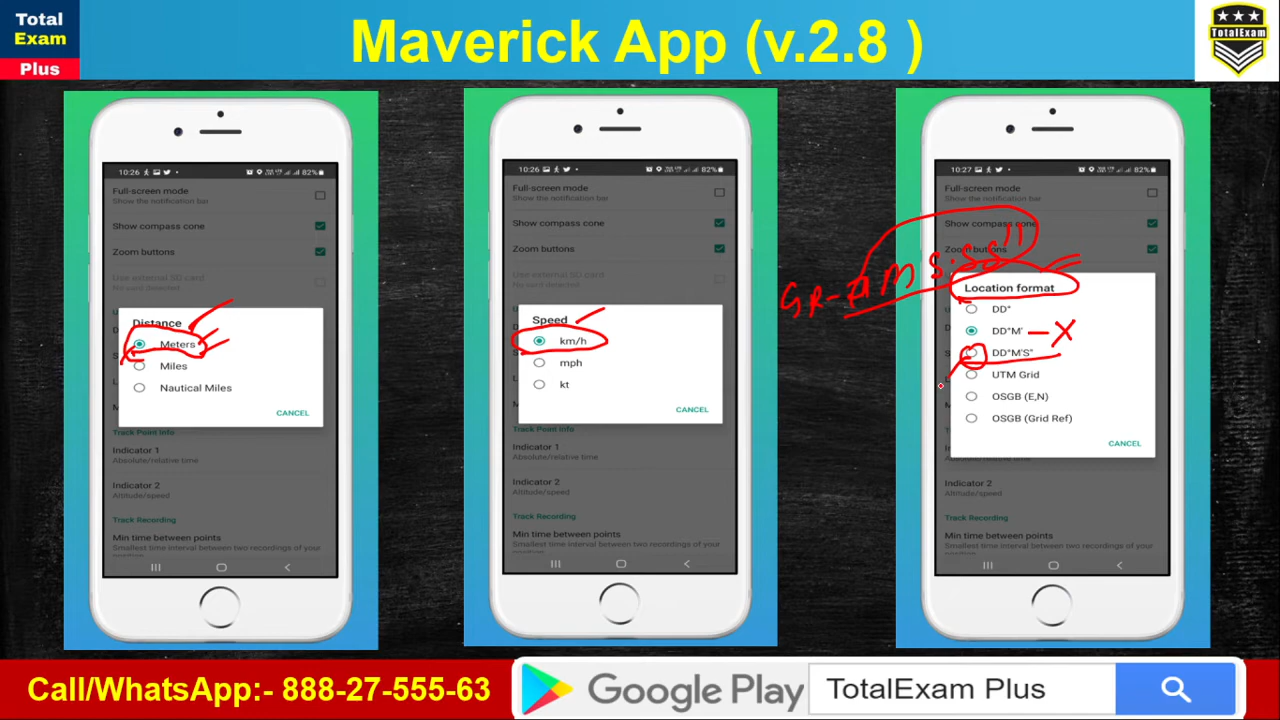 Total
Exam
Plus
Maverick App (v.2.8 )
TotalExam
10:26
82%
Full-screen mode
Show the notification bar
Show compass cone
Zoom buttons
Use external SD card
No card detected
Distance
Meters
Miles
Nautical Miles
CANCEL
Track Point Info
Indicator 1
Absolute/relative time
Indicator 2
Altitude/speed
Track Recording
Min time between points
Smallest time interval between two recordings of your
position
10:26
82%
Full-screen mode
Show the notification bar
Show compass cone
Zoom buttons
Use external SD card
No card detected
Speed
km/h
mph
kt
CANCEL
Track Point Info
Indicator 1
Absolute/relative time
Indicator 2
Altitude/speed
Track Recording
Min time between points
Smallest time interval between two recordings of your
10:27
82%
Full-screen mode
Show the notification bar
Show compass cone
Zoom buttons
Location format
DD°
DD°M'
X
DD°M'S"
UTM Grid
OSGB (E,N)
OSGB (Grid Ref)
CANCEL
Indicator 2
Altitude/speed
Track Recording
Min time between points
Smallest time interval between two recordings of your
position
Call/WhatsApp:- 888-27-555-63
Google Play
TotalExam Plus